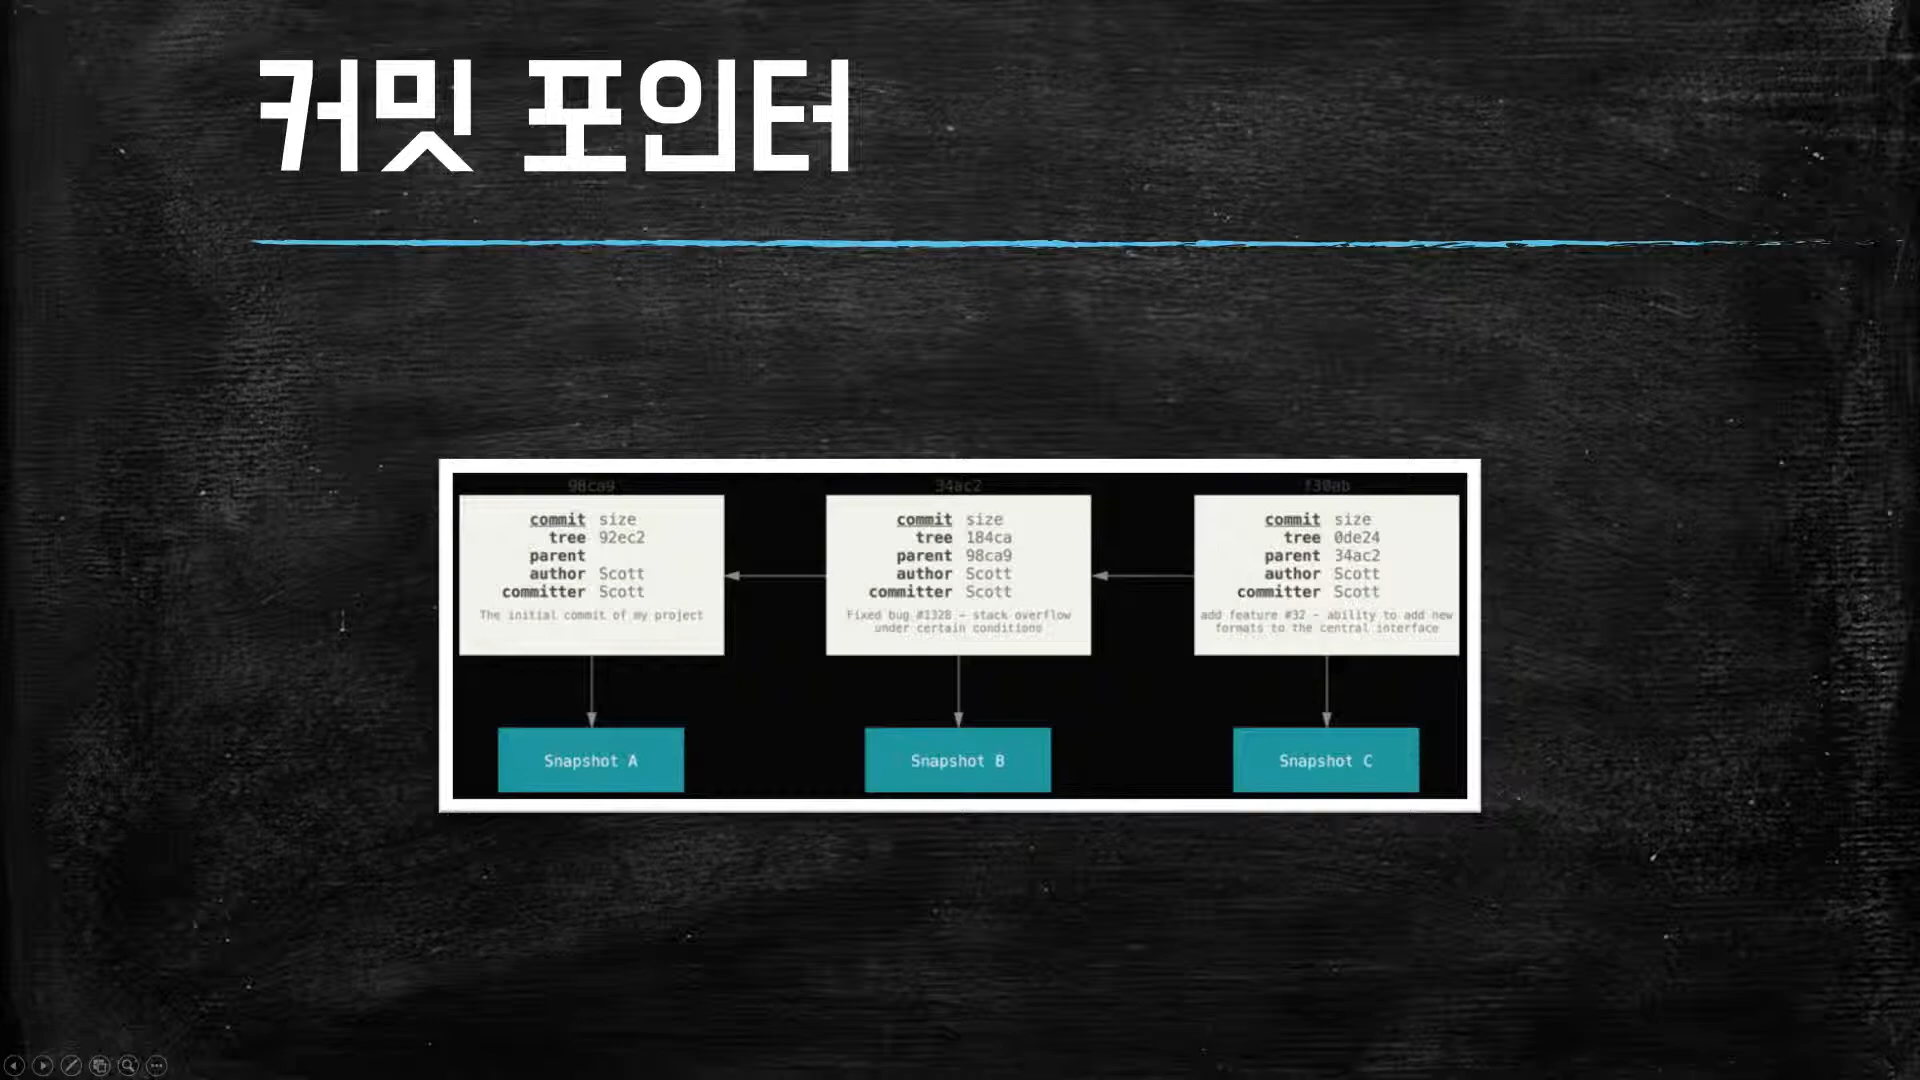 커밋 포인터
98ca9 34ac2 f30ab
commit size
tree 92ec2
parent
author Scott
committer Scott
The initial commit of my project
commit size
tree 184ca
parent 98ca9
author Scott
committer Scott
Fixed bug #1328 - stack overflow
under certain conditions
commit size
tree 0de24
parent 34ac2
author Scott
committer Scott
add feature #32 - ability to add new
formats to the central interface
Snapshot A
Snapshot B
Snapshot C